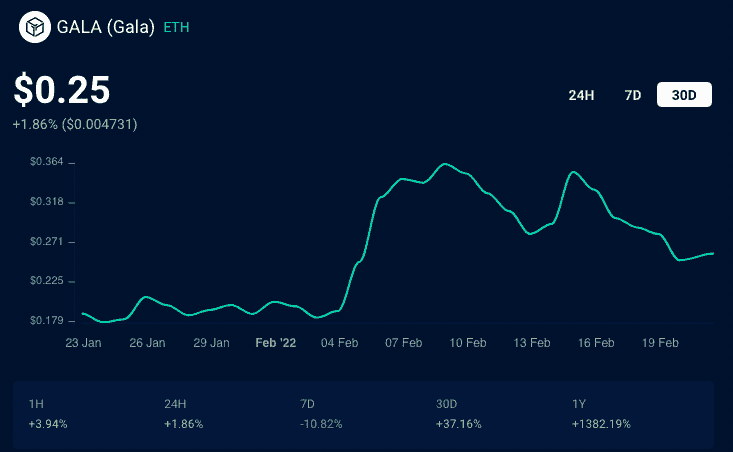 GALA (Gala) ETH
$0.25
24H 7D 30D
+1.86% ($0.004731)
$0.364
$0.318
$0.271
$0.225
$0.179
23 Jan 26 Jan 29 Jan Feb '22 04 Feb 07 Feb 10 Feb 13 Feb 16 Feb 19 Feb
1H 24H 7D 30D 1Y
+3.94% +1.86% -10.82% +37.16% +1382.19%